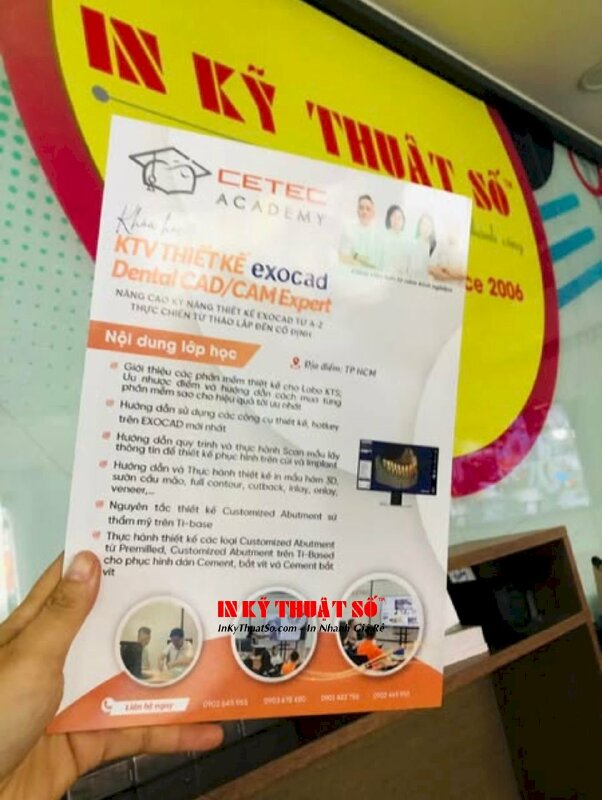 IN KỸ THUẬT SỐ
TM
since 2006
CETEC
ACADEMY
Khóa học
KTV THIẾT KẾ exocad
Dental CAD/CAM Expert
NÂNG CAO KỸ NĂNG THIẾT KẾ EXOCAD TỪ A-Z
THỰC CHIẾN TỪ THÁO LẮP ĐẾN CỐ ĐỊNH
Nội dung lớp học
Địa điểm: TP HCM
Giới thiệu các phần mềm thiết kế cho Labo KTS;
Ưu nhược điểm và hướng dẫn cách mua từng
phần mềm sao cho hiệu quả tối ưu nhất
Hướng dẫn sử dụng các công cụ thiết kế, hotkey
trên EXOCAD mới nhất
Hướng dẫn quy trình và thực hành Scan mẫu lấy
thông tin để thiết kế phục hình trên cùi và Implant
Hướng dẫn và Thực hành thiết kế in mẫu hàm 3D,
sườn cầu mão, full contour, cutback, inlay, onlay,
veneer,...
Nguyên tắc thiết kế Customized Abutment sứ
thẩm mỹ trên Ti-base
Thực hành thiết kế các loại Customized Abutment
từ Premilled, Customized Abutment trên Ti-Based
cho phục hình dán Cement, bắt vít và Cement bắt
vít
IN KỸ THUẬT SỐ TM
InKyThuatSo.com - In Nhanh Giá Rẻ
Liên hệ ngay